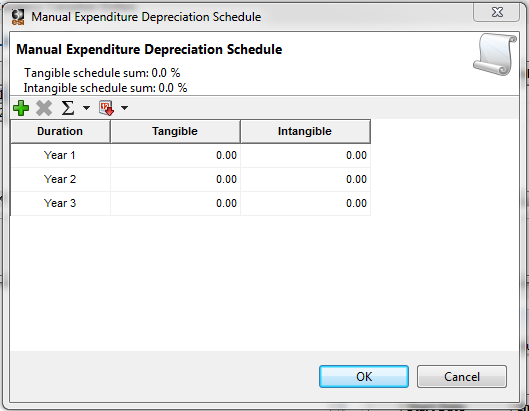 Manual Expenditure Depreciation Schedule
Manual Expenditure Depreciation Schedule
Tangible schedule sum: 0.0 %
Intangible schedule sum: 0.0 %
Duration Tangible Intangible
Year 1 0.00 0.00
Year 2 0.00 0.00
Year 3 0.00 0.00
OK Cancel